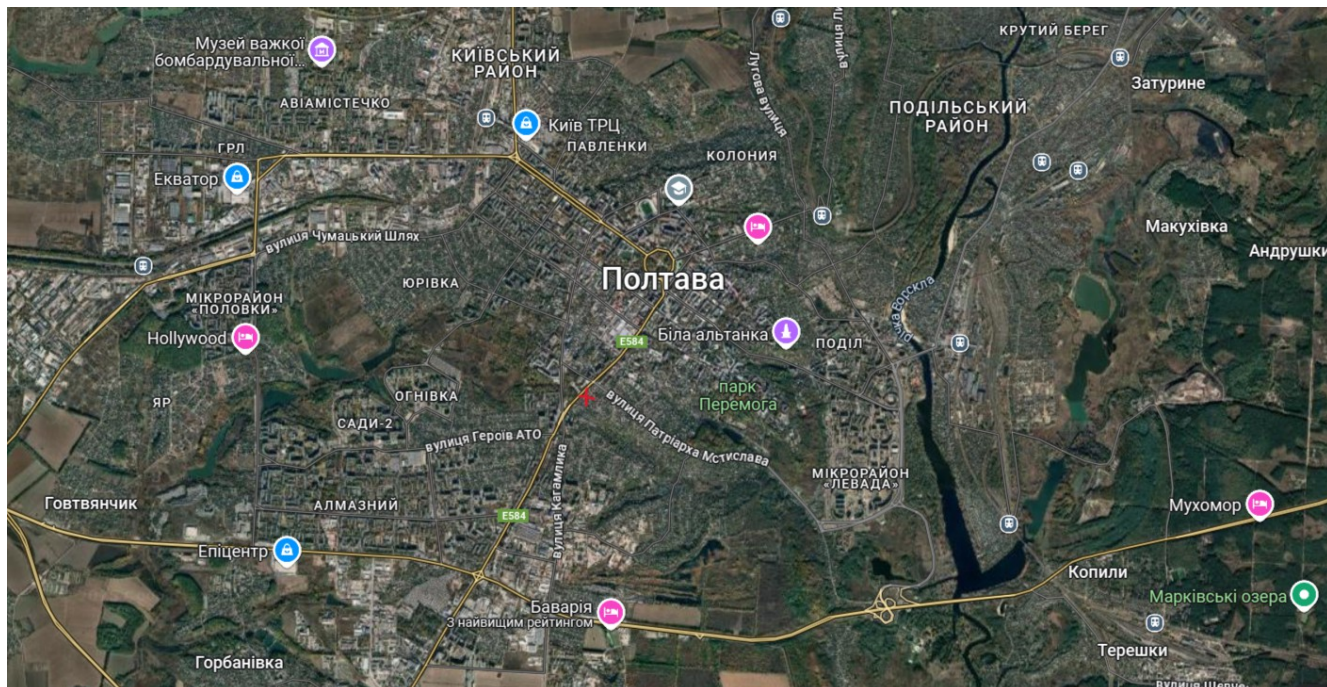 КРУТИЙ БЕРЕГ
Музей важкої
бомбардувальної...
КИЇВСЬКИЙ
РАЙОН
Лугова вулиця
Затурине
АВІАМІСТЕЧКО
ПОДІЛЬСЬКИЙ
РАЙОН
Київ ТРЦ
ГРЛ
ПАВЛЕНКИ
КОЛОНИЯ
Екватор
вулиця Чумацький Шлях
Макухівка
Андрушки
ЮРІВКА
Полтава
МІКРОРАЙОН
«ПОЛОВКИ»
річка Ворскла
Hollywood
E584
Біла альтанка
ПОДІЛ
парк
Перемога
ЯР
ОГНІВКА
САДИ-2
вулиця Героїв АТО
вулиця Патріарха Мстислава
МІКРОРАЙОН
«ЛЕВАДА»
вулиця Кагамлика
Говтвянчик
АЛМАЗНИЙ
E584
Мухомор
Епіцентр
Копили
Баварія
З найвищим рейтингом
Марківські озера
Горбанівка
Терешки